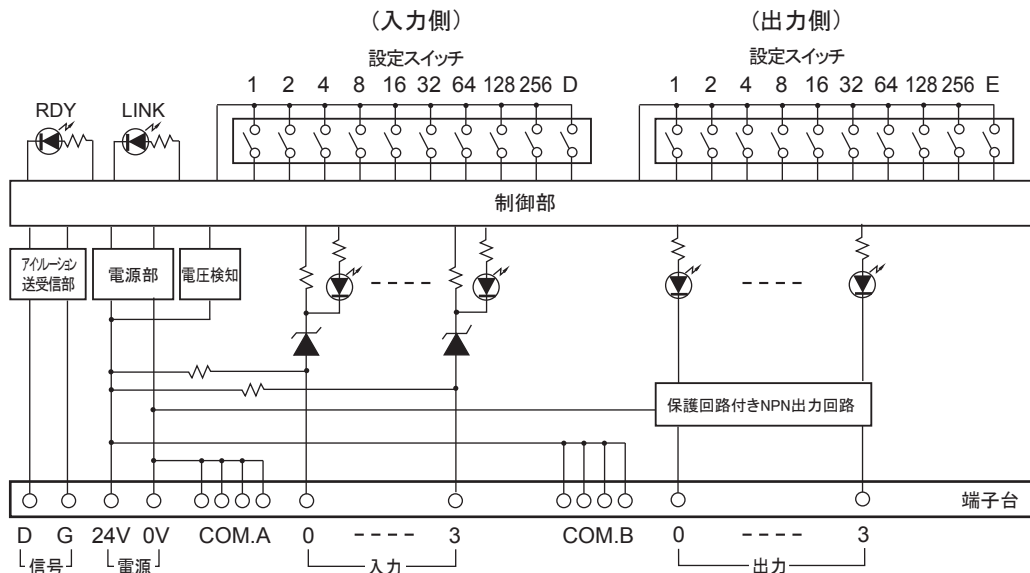 (入力側)
(出力側)
設定スイッチ
設定スイッチ
1 2 4 8 16 32 64 128 256 D
1 2 4 8 16 32 64 128 256 E
RDY
LINK
制御部
アイソレーション
送受信部
電源部
電圧検知
保護回路付きNPN出力回路
端子台
D G 24V 0V COM.A 0 ---- 3 COM.B 0 ---- 3
信号
電源
入力
出力